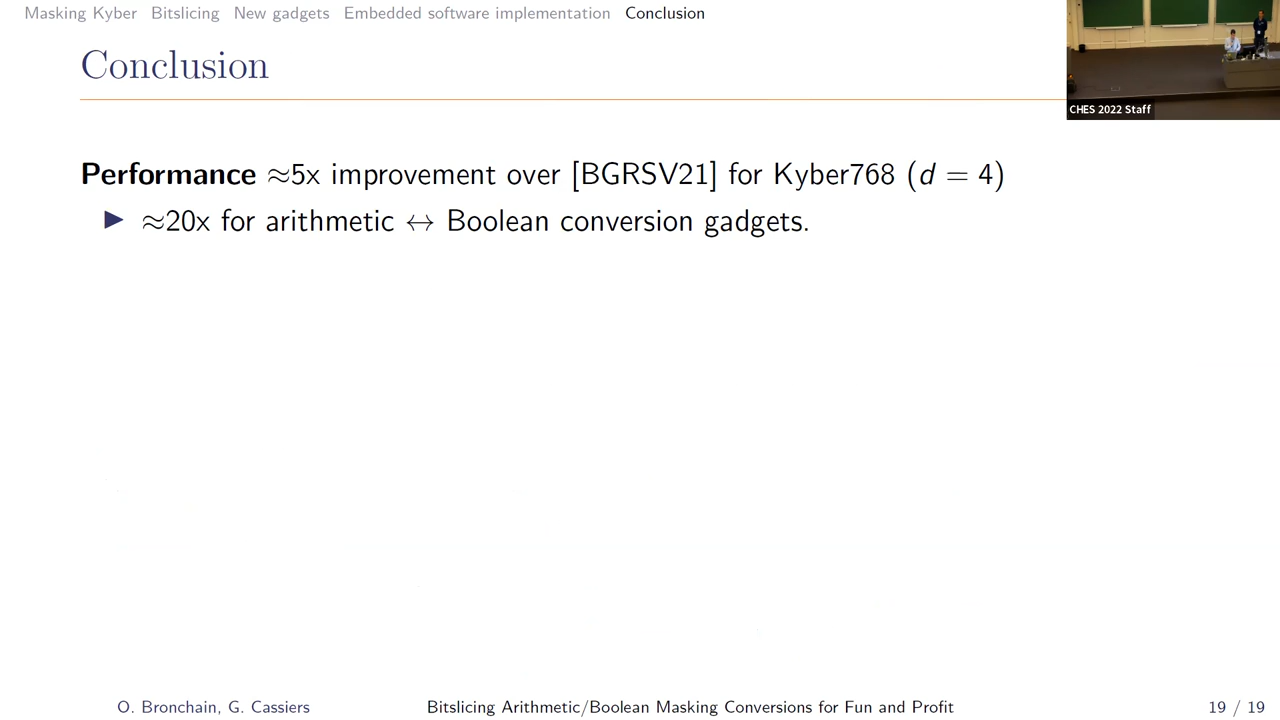 Masking Kyber Bitslicing New gadgets Embedded software implementation Conclusion
Conclusion
CHES 2022 Staff
Performance ≈5x improvement over [BGRSV21] for Kyber768 (d = 4)
▶ ≈20x for arithmetic ↔ Boolean conversion gadgets.
O. Bronchain, G. Cassiers Bitslicing Arithmetic/Boolean Masking Conversions for Fun and Profit 19 / 19